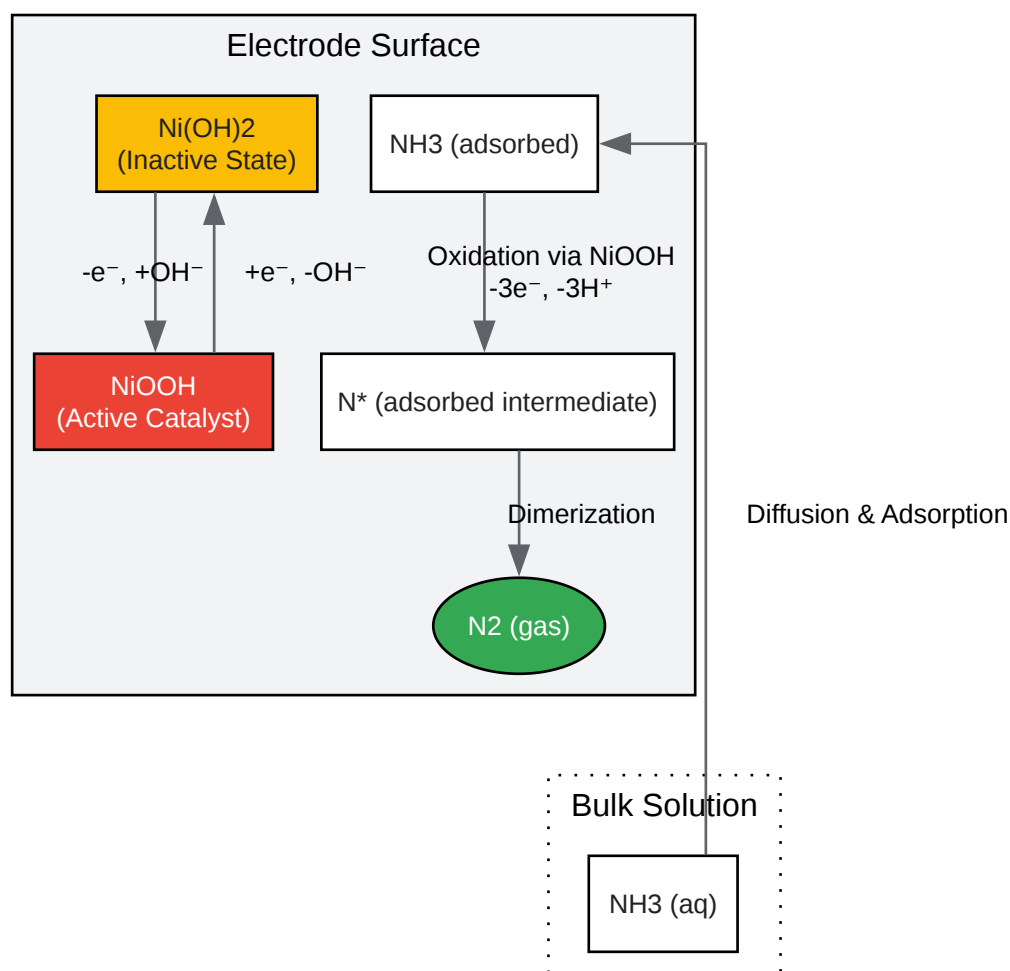 Electrode Surface
Ni(OH)2
(Inactive State)
NH3 (adsorbed)
-e⁻, +OH⁻
+e⁻, -OH⁻
Oxidation via NiOOH
-3e⁻, -3H⁺
NiOOH
(Active Catalyst)
N* (adsorbed intermediate)
Dimerization
Diffusion & Adsorption
N2 (gas)
Bulk Solution
NH3 (aq)